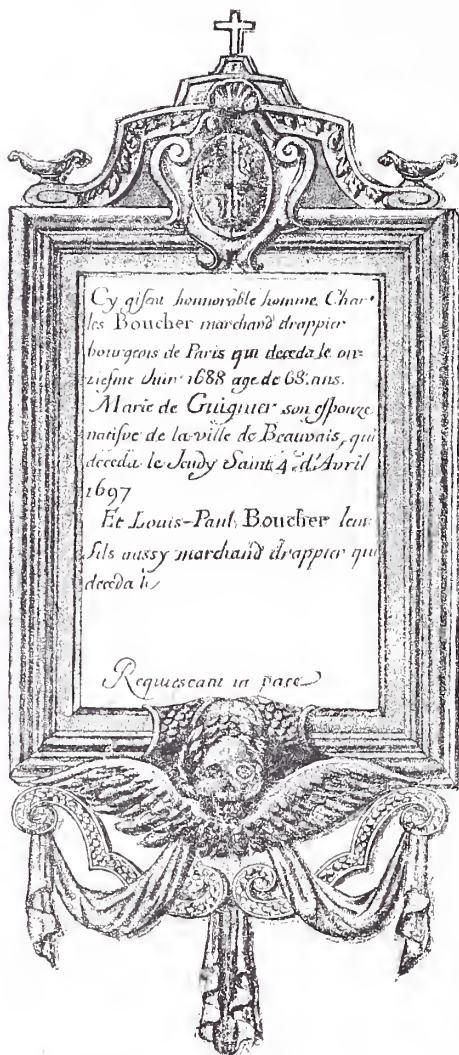 Cy gisent honnorable homme Char-
les Boucher marchand drappier
bourgeois de Paris qui deceda le on-
ziesme Juin 1688 age de 68. ans.
Marie de Guignier son espouze
natifve de la ville de Beauvais, qui
deceda le Jeudy Saint 4.e d'Avril
1697
Et Louis-Paul Boucher leur
fils aussy marchand drappier qui
deceda le
Requiescant in pace